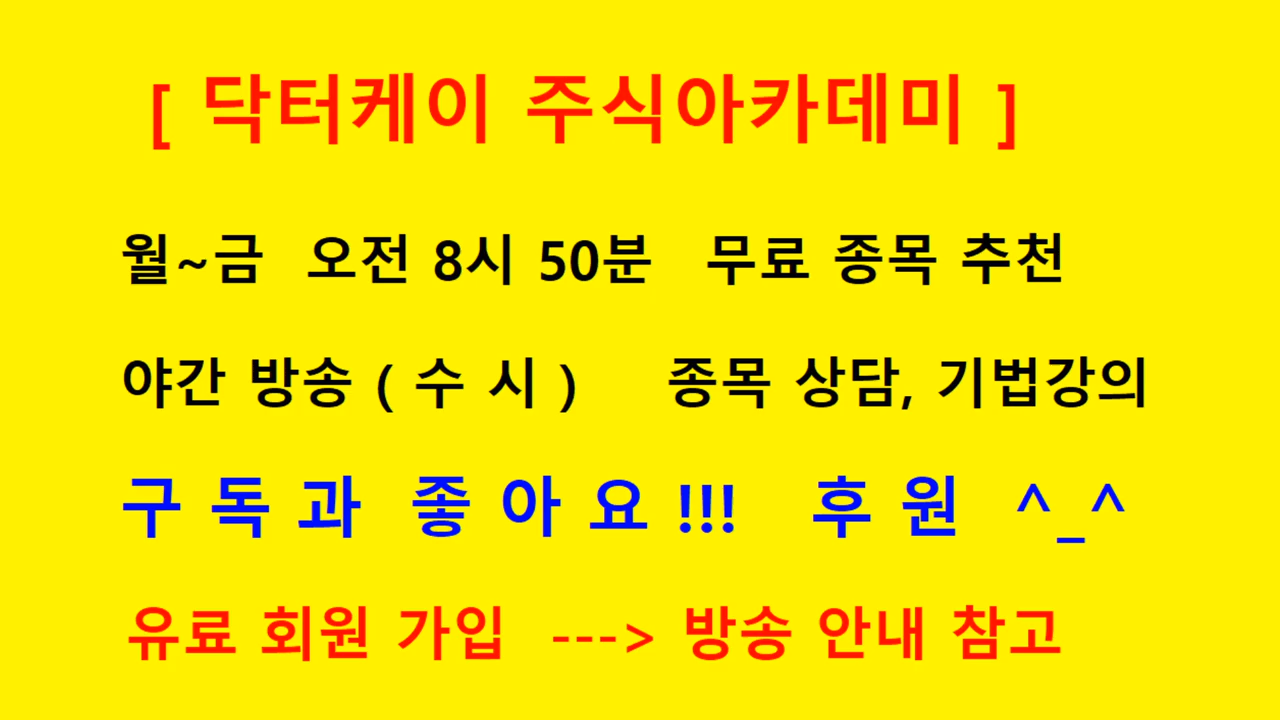 [ 닥터케이 주식아카데미 ]
월~금 오전 8시 50분 무료 종목 추천
야간 방송 ( 수 시 ) 종목 상담, 기법강의
구 독 과 좋 아 요 !!! 후 원 ^_^
유료 회원 가입 ---> 방송 안내 참고